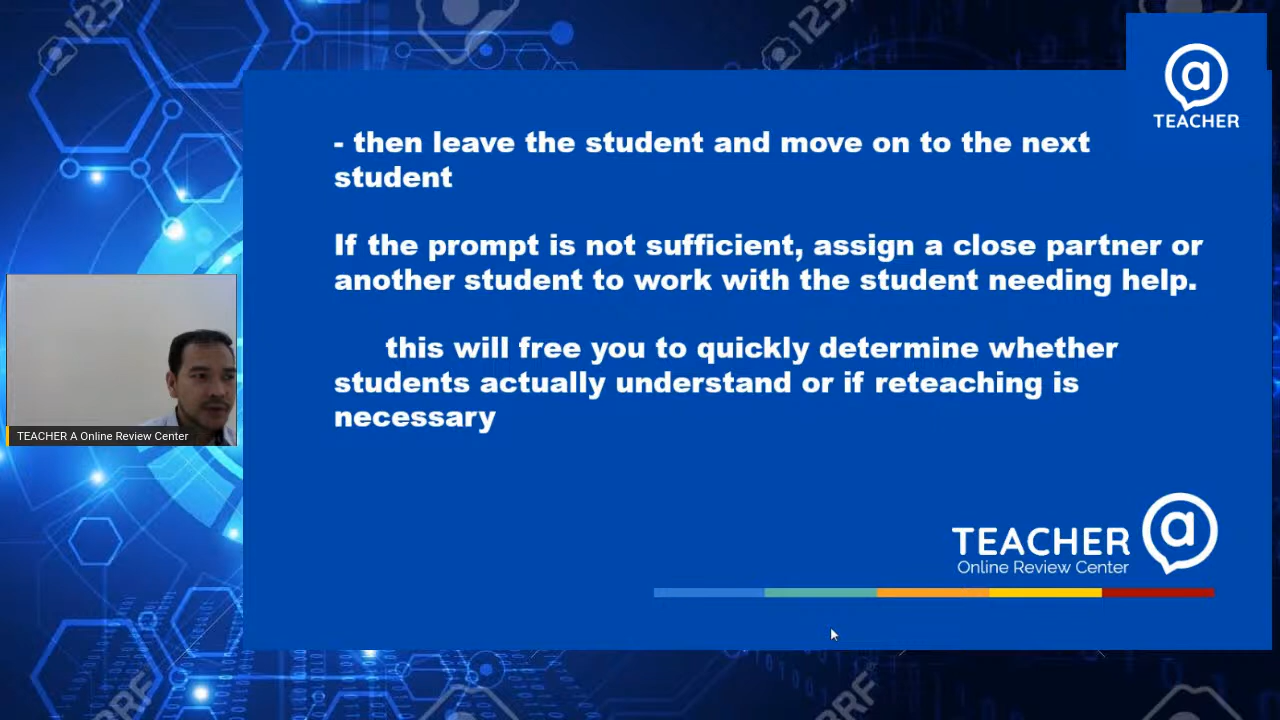 TEACHER
- then leave the student and move on to the next
student
If the prompt is not sufficient, assign a close partner or
another student to work with the student needing help.
this will free you to quickly determine whether
students actually understand or if reteaching is
necessary
TEACHER A Online Review Center
TEACHER a
Online Review Center